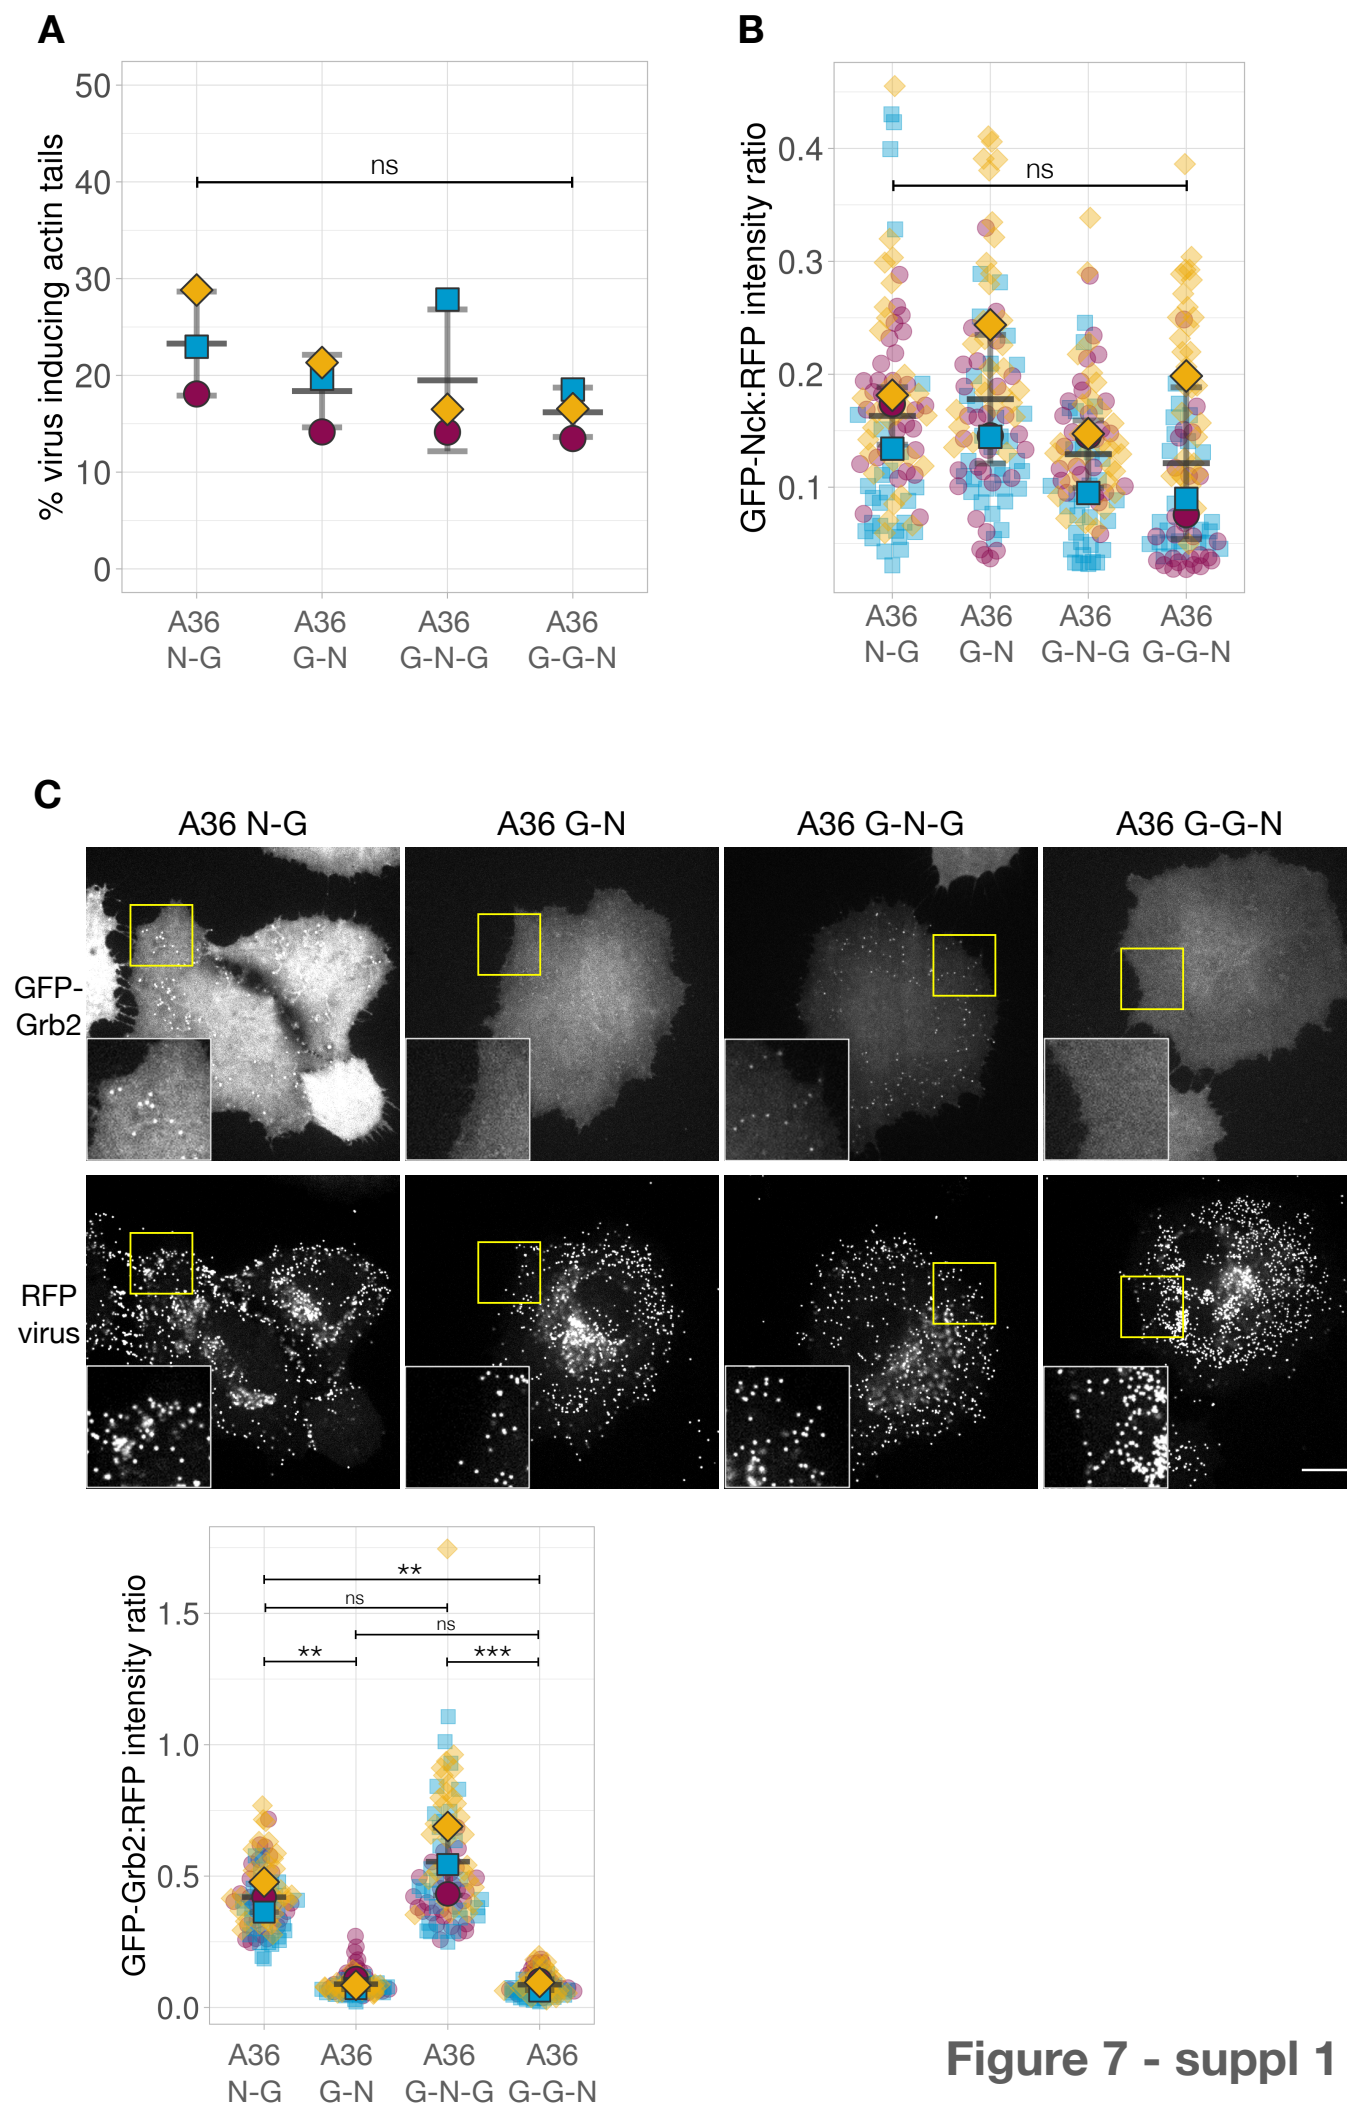 A
% virus inducing actin tails
50
40
30
20
10
0
ns
A36 A36 A36 A36
N-G G-N G-N-G G-G-N
B
GFP-Nck:RFP intensity ratio
0.4
0.3
0.2
0.1
ns
A36 A36 A36 A36
N-G G-N G-N-G G-G-N
C
A36 N-G A36 G-N A36 G-N-G A36 G-G-N
GFP-
Grb2
RFP
virus
GFP-Grb2:RFP intensity ratio
1.5
1.0
0.5
0.0
**
ns
ns
** ***
A36 A36 A36 A36
N-G G-N G-N-G G-G-N
Figure 7 - suppl 1